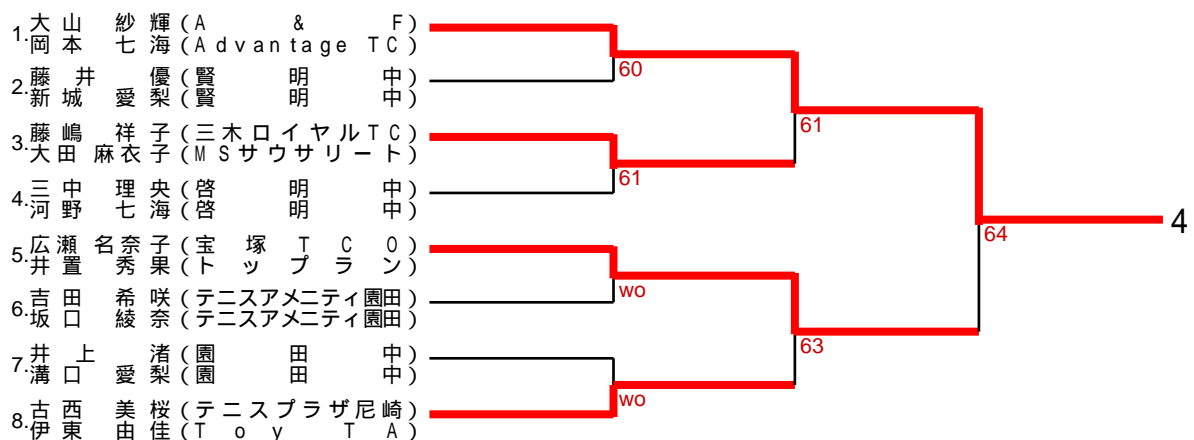 1.大山 紗輝(A & F)
岡本 七海(Advantage TC)
60
2.藤井 優(賢明中)
新城 愛梨(賢明中)
61
3.藤嶋 祥子(三木ロイヤルTC)
大田 麻衣子(MSサウサリート)
61
4.三中 理央(啓明中)
河野 七海(啓明中)
64
4
5.広瀬 名奈子(宝塚TCO)
井置 秀果(トップラン)
wo
6.吉田 希咲(テニスアメニティ園田)
坂口 綾奈(テニスアメニティ園田)
63
7.井上 渚(園田中)
溝口 愛梨(園田中)
wo
8.古西 美桜(テニスプラザ尼崎)
伊東 由佳(Toy TA)